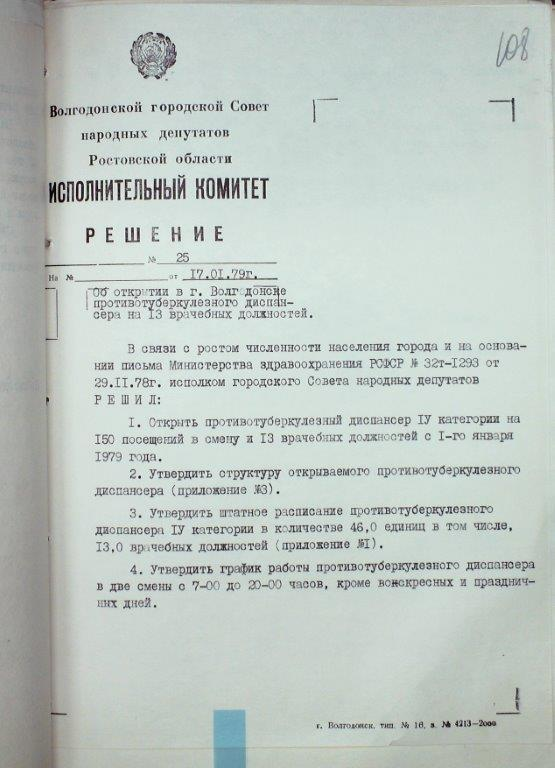 108
Волгодонской городской Совет
народных депутатов
Ростовской области
ИСПОЛНИТЕЛЬНЫЙ КОМИТЕТ
РЕШЕНИЕ
№ 25
На № от 17.01.79г.
Об открытии в г. Волгодонске
противотуберкулезного диспан-
сера на 13 врачебных должностей.
В связи с ростом численности населения города и на основа-
нии письма Министерства здравоохранения РСФСР № 32т-1293 от
29.11.78г. исполком городского Совета народных депутатов
Р Е Ш И Л:
1. Открыть противотуберкулезный диспансер IУ категории на
150 посещений в смену и 13 врачебных должностей с 1-го января
1979 года.
2. Утвердить структуру открываемого противотуберкулезного
диспансера (приложение №3).
3. Утвердить штатное расписание противотуберкулезного
диспансера IУ категории в количестве 46,0 единиц в том числе,
13,0 врачебных должностей (приложение №1).
4. Утвердить график работы противотуберкулезного диспансера
в две смены с 7-00 до 20-00 часов, кроме воскресных и празднич-
ных дней.
г. Волгодонск, тип. № 16, з. № 4213—2000